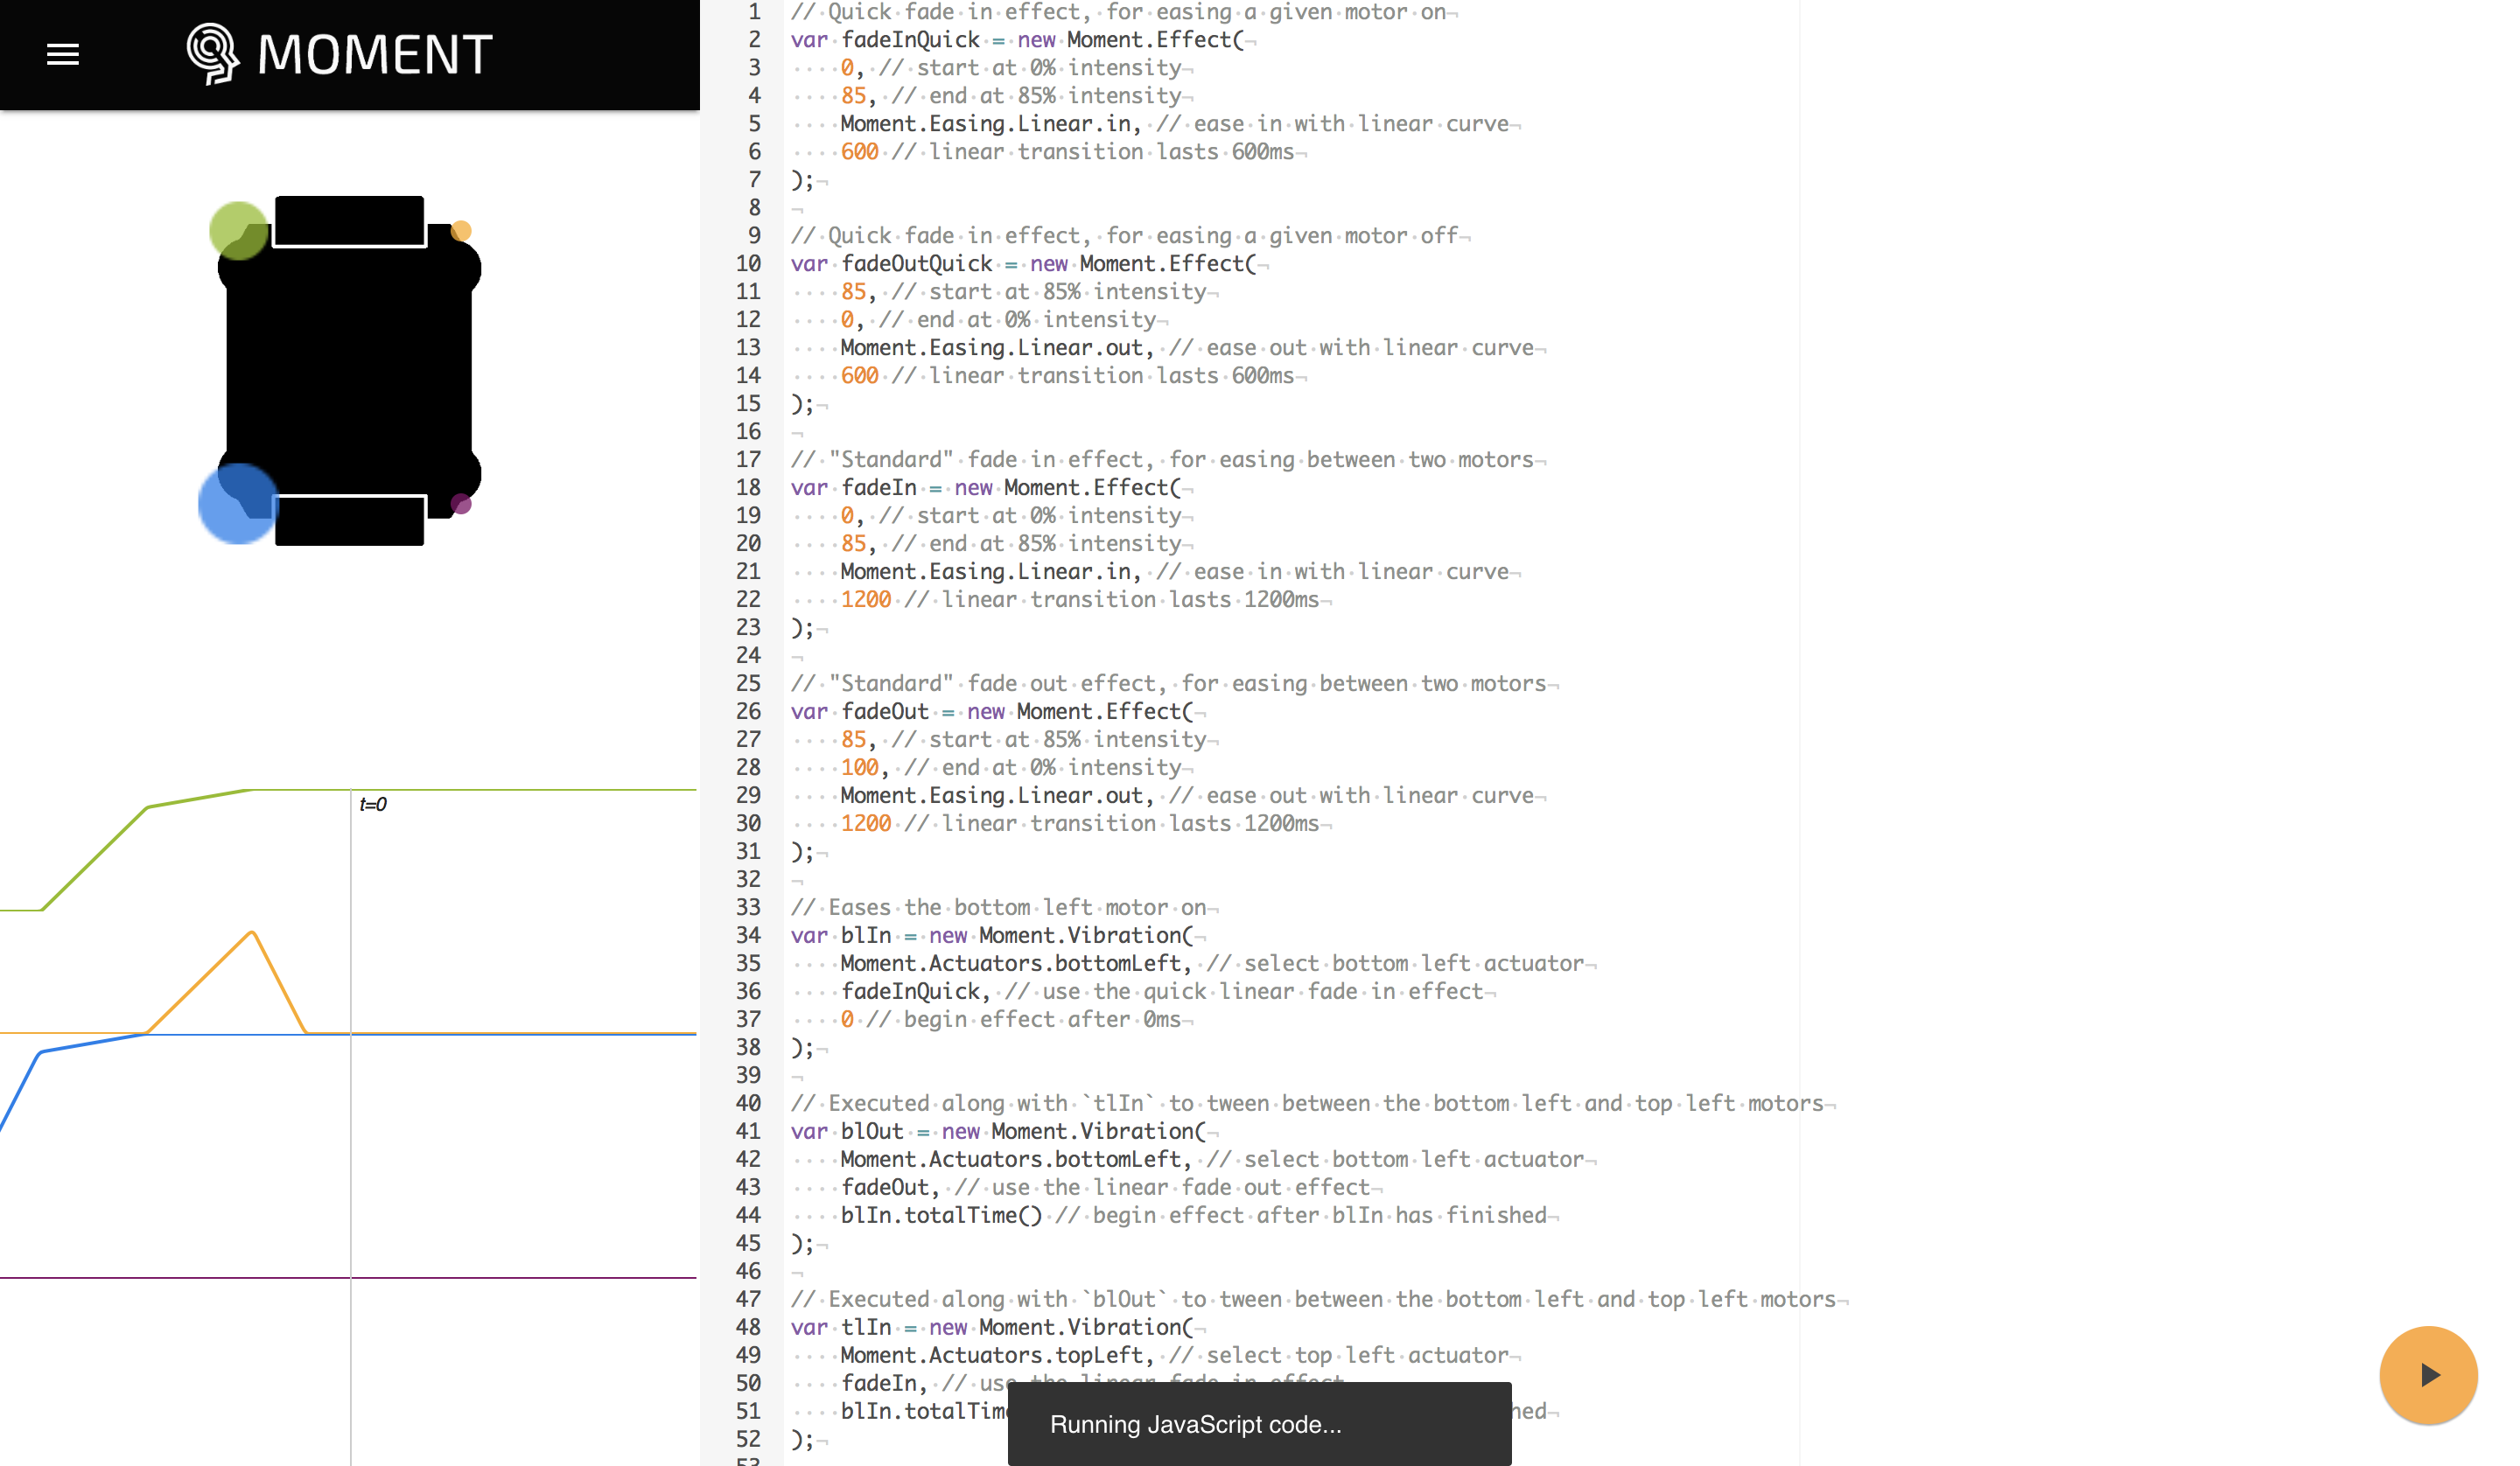 MOMENT
t=0
1 // Quick fade in effect, for easing a given motor on
2 var fadeInQuick = new Moment.Effect(
3 0, // start at 0% intensity
4 85, // end at 85% intensity
5 Moment.Easing.Linear.in, // ease in with linear curve
6 600 // linear transition lasts 600ms
7 );
8
9 // Quick fade in effect, for easing a given motor off
10 var fadeOutQuick = new Moment.Effect(
11 85, // start at 85% intensity
12 0, // end at 0% intensity
13 Moment.Easing.Linear.out, // ease out with linear curve
14 600 // linear transition lasts 600ms
15 );
16
17 // "Standard" fade in effect, for easing between two motors
18 var fadeIn = new Moment.Effect(
19 0, // start at 0% intensity
20 85, // end at 85% intensity
21 Moment.Easing.Linear.in, // ease in with linear curve
22 1200 // linear transition lasts 1200ms
23 );
24
25 // "Standard" fade out effect, for easing between two motors
26 var fadeOut = new Moment.Effect(
27 85, // start at 85% intensity
28 100, // end at 0% intensity
29 Moment.Easing.Linear.out, // ease out with linear curve
30 1200 // linear transition lasts 1200ms
31 );
32
33 // Eases the bottom left motor on
34 var blIn = new Moment.Vibration(
35 Moment.Actuators.bottomLeft, // select bottom left actuator
36 fadeInQuick, // use the quick linear fade in effect
37 0 // begin effect after 0ms
38 );
39
40 // Executed along with `tlIn` to tween between the bottom left and top left motors
41 var blOut = new Moment.Vibration(
42 Moment.Actuators.bottomLeft, // select bottom left actuator
43 fadeOut, // use the linear fade out effect
44 blIn.totalTime() // begin effect after blIn has finished
45 );
46
47 // Executed along with `blOut` to tween between the bottom left and top left motors
48 var tlIn = new Moment.Vibration(
49 Moment.Actuators.topLeft, // select top left actuator
50 fadeIn, // use the linear fade in effect
51
52 );
Running JavaScript code...